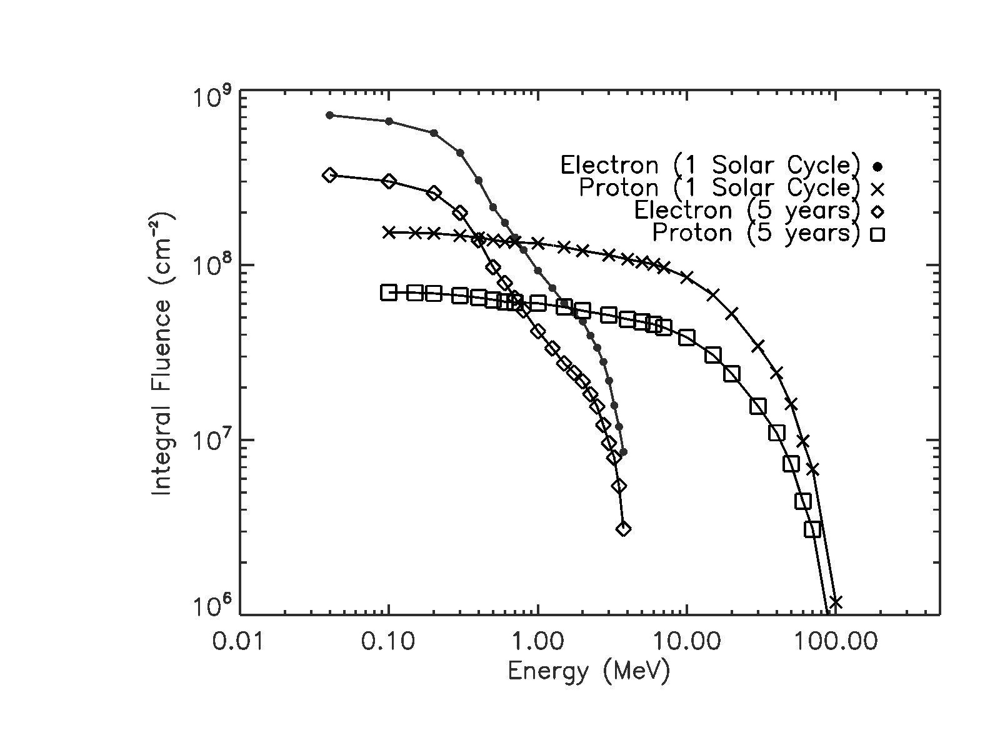 10⁹
10⁸
10⁷
10⁶
Integral Fluence (cm⁻²)
Electron (1 Solar Cycle)
Proton (1 Solar Cycle)
Electron (5 years)
Proton (5 years)
0.01 0.10 1.00 10.00 100.00
Energy (MeV)